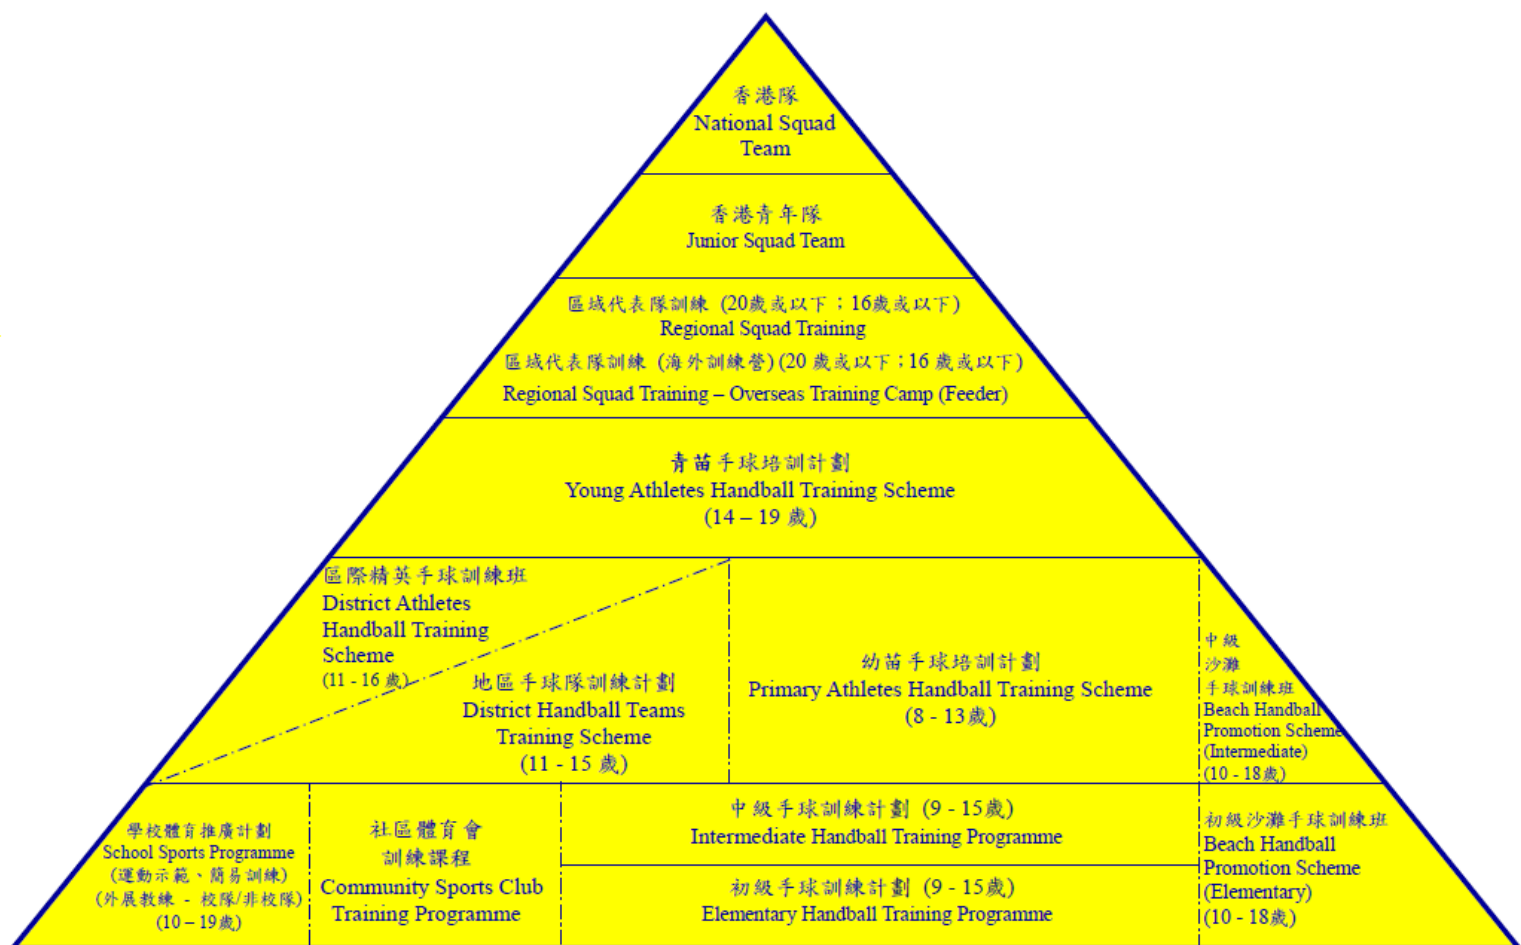 香港隊
National Squad
Team
香港青年隊
Junior Squad Team
區域代表隊訓練 (20歲或以下；16歲或以下)
Regional Squad Training
區域代表隊訓練 (海外訓練營)(20 歲或以下；16 歲或以下)
Regional Squad Training – Overseas Training Camp (Feeder)
青苗手球培訓計劃
Young Athletes Handball Training Scheme
(14 – 19 歲)
區際精英手球訓練班
District Athletes
Handball Training
Scheme
(11 - 16 歲)
地區手球隊訓練計劃
District Handball Teams
Training Scheme
(11 - 15 歲)
幼苗手球培訓計劃
Primary Athletes Handball Training Scheme
(8 - 13歲)
中級
沙灘
手球訓練班
Beach Handball
Promotion Scheme
(Intermediate)
(10 - 18歲)
學校體育推廣計劃
School Sports Programme
(運動示範、簡易訓練)
(外展教練 - 校隊/非校隊)
(10 – 19歲)
社區體育會
訓練課程
Community Sports Club
Training Programme
中級手球訓練計劃 (9 - 15歲)
Intermediate Handball Training Programme
初級手球訓練計劃 (9 - 15歲)
Elementary Handball Training Programme
初級沙灘手球訓練班
Beach Handball
Promotion Scheme
(Elementary)
(10 - 18歲)